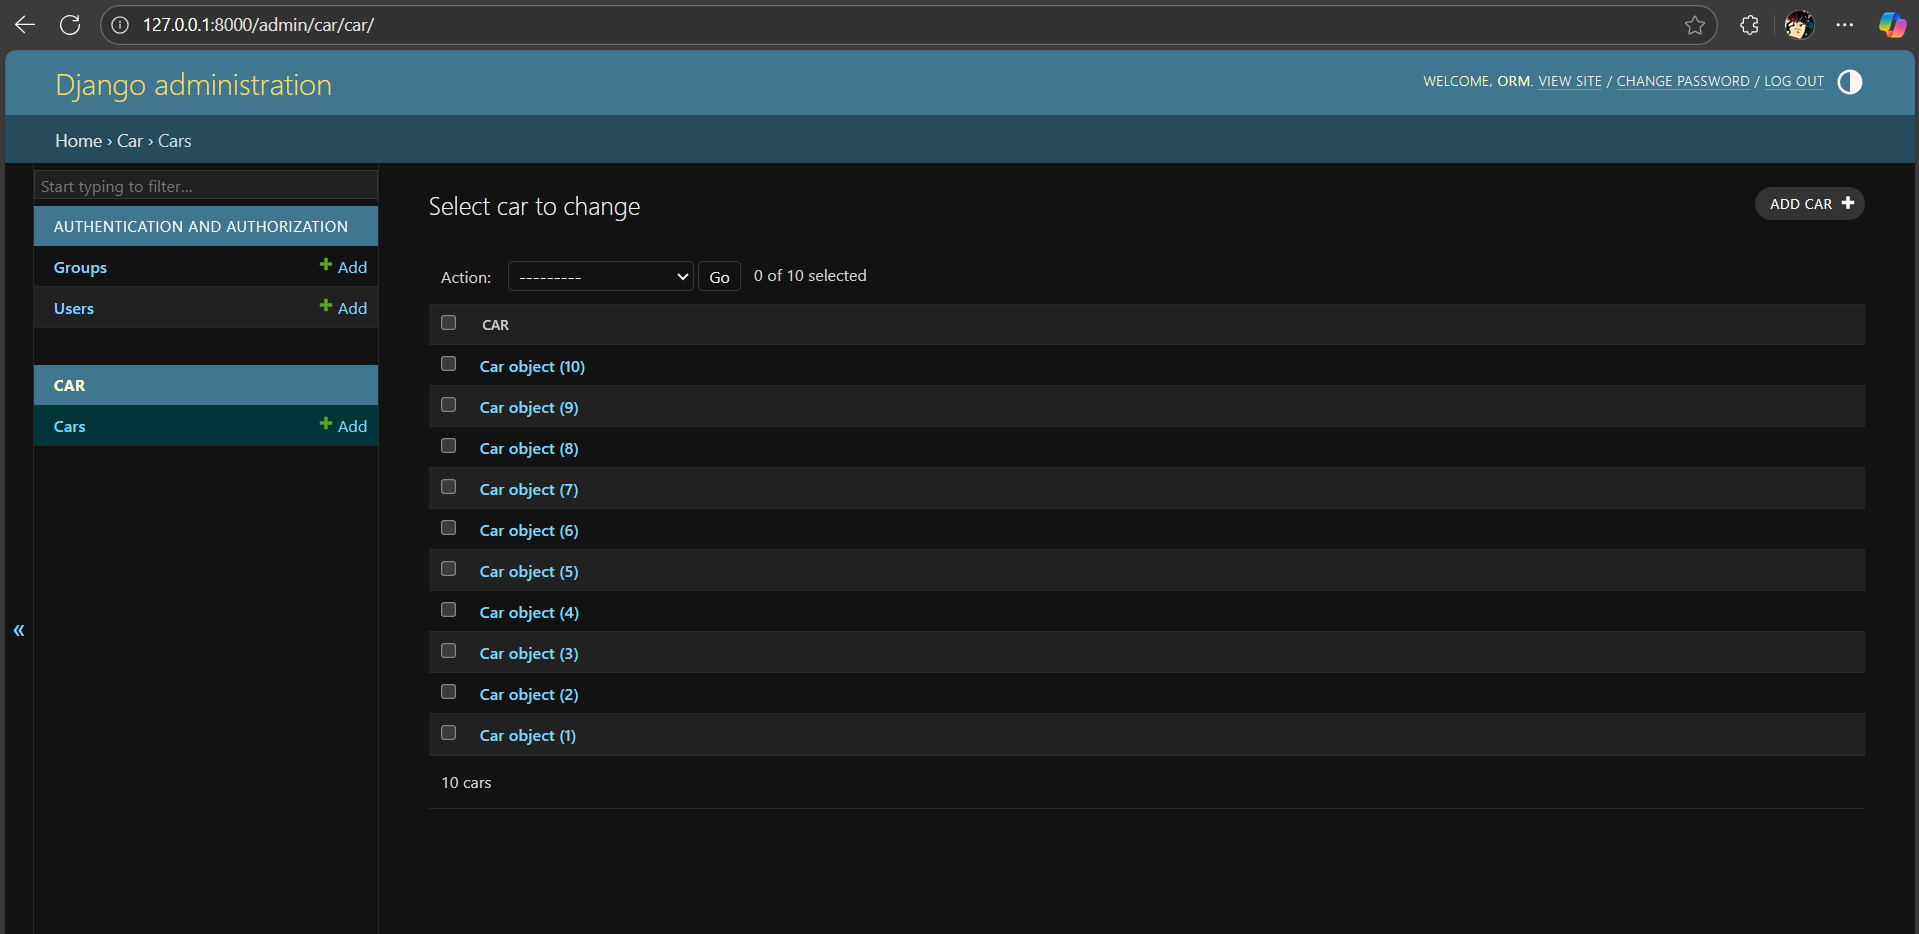 127.0.0.1:8000/admin/car/car/
Django administration
WELCOME, ORM. VIEW SITE / CHANGE PASSWORD / LOG OUT
Home › Car › Cars
Start typing to filter...
AUTHENTICATION AND AUTHORIZATION
Groups + Add
Users + Add
CAR
Cars + Add
«
Select car to change
ADD CAR +
Action: --------- Go 0 of 10 selected
CAR
Car object (10)
Car object (9)
Car object (8)
Car object (7)
Car object (6)
Car object (5)
Car object (4)
Car object (3)
Car object (2)
Car object (1)
10 cars